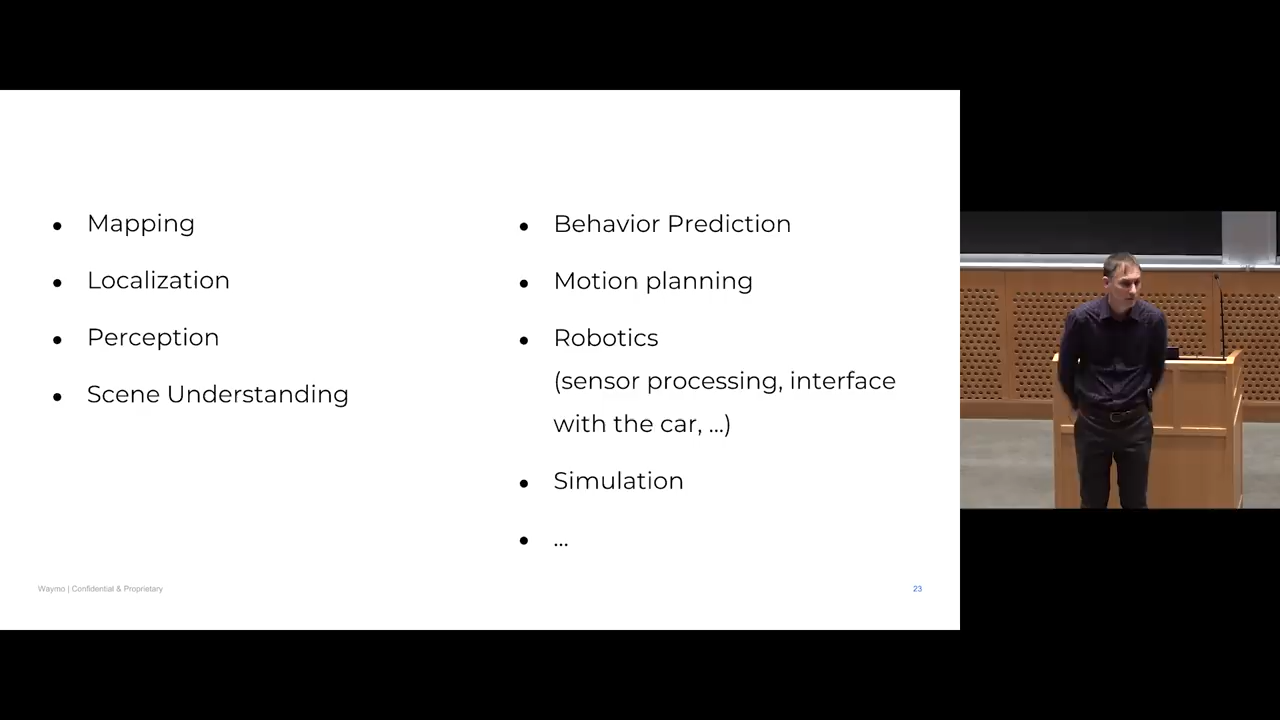 Mapping
Localization
Perception
Scene Understanding
Behavior Prediction
Motion planning
Robotics
(sensor processing, interface
with the car, ...)
Simulation
...
Waymo | Confidential & Proprietary
23